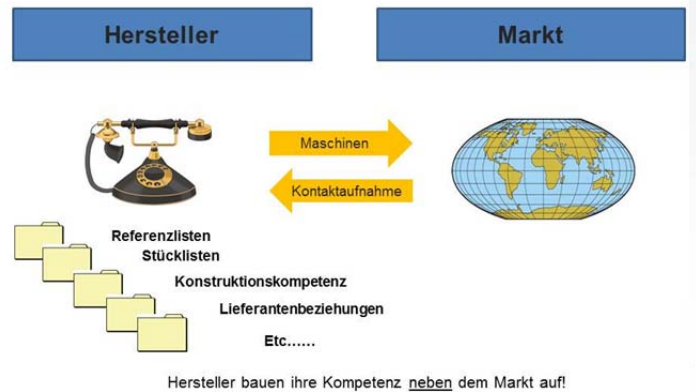 Hersteller
Markt
Maschinen
Kontaktaufnahme
Referenzlisten
Stücklisten
Konstruktionskompetenz
Lieferantenbeziehungen
Etc......
Hersteller bauen ihre Kompetenz neben dem Markt auf!